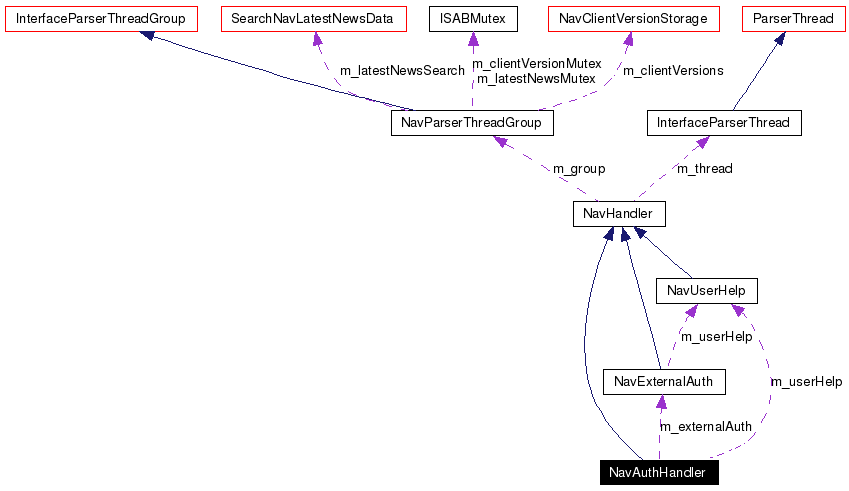 InterfaceParserThreadGroup
SearchNavLatestNewsData
ISABMutex
NavClientVersionStorage
ParserThread
m_latestNewsSearch
m_clientVersionMutex
m_latestNewsMutex
m_clientVersions
NavParserThreadGroup
InterfaceParserThread
m_group
m_thread
NavHandler
NavUserHelp
m_userHelp
NavExternalAuth
m_userHelp
m_externalAuth
NavAuthHandler